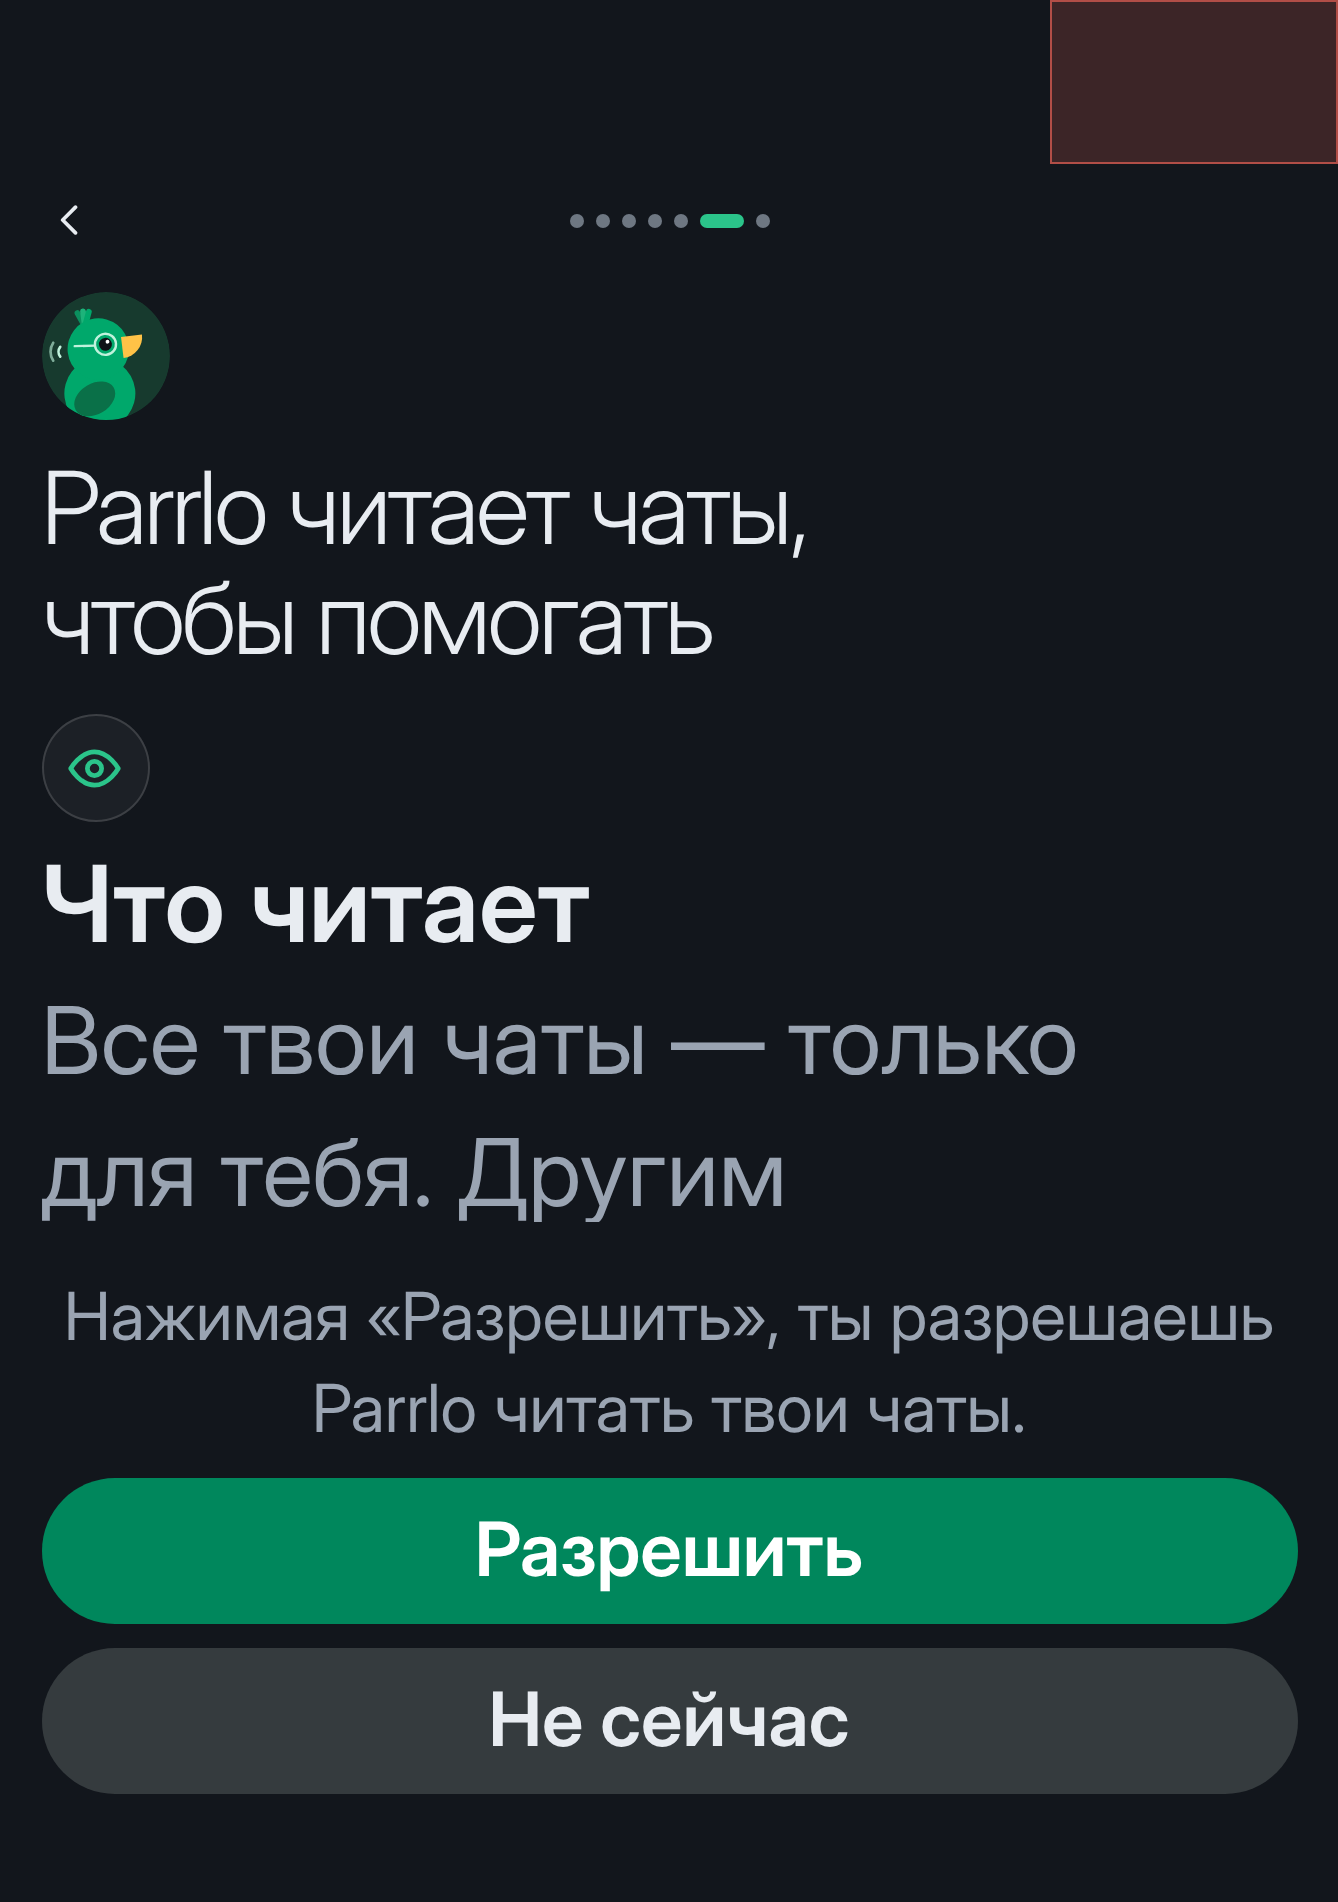 Parrlo читает чаты,
чтобы помогать
Что читает
Все твои чаты — только
для тебя. Другим
Нажимая «Разрешить», ты разрешаешь
Parrlo читать твои чаты.
Разрешить
Не сейчас